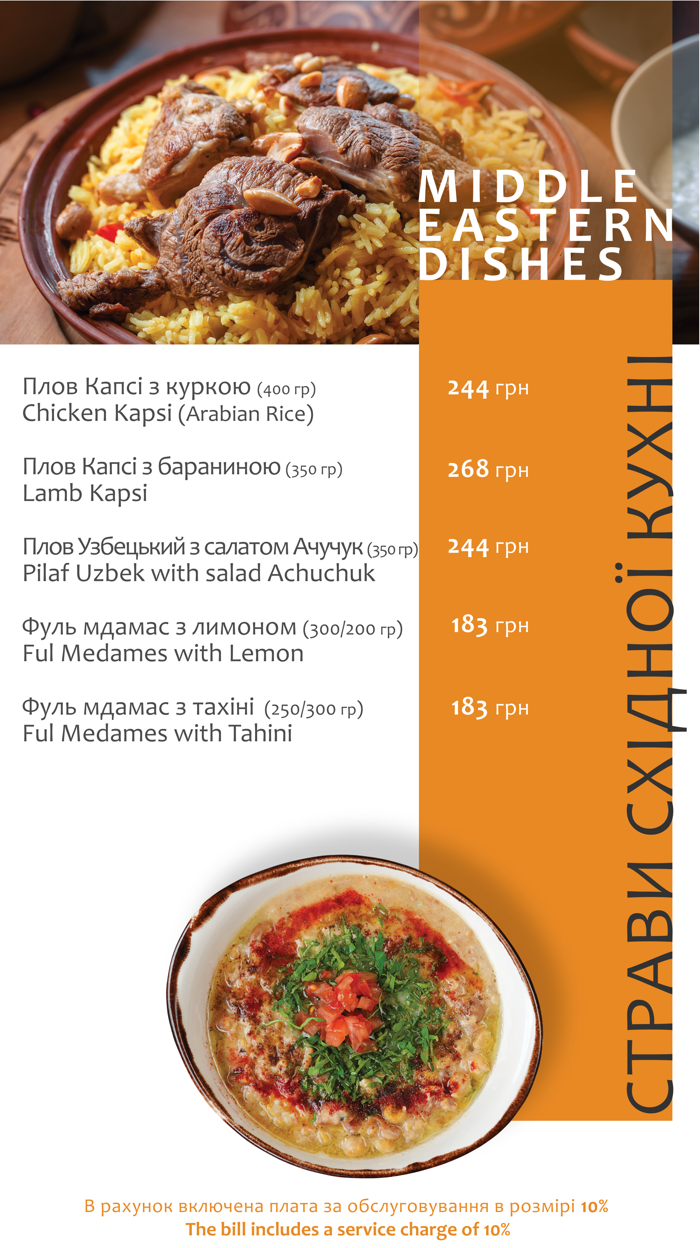 MIDDLE
EASTERN
DISHES
Плов Капсі з куркою (400 гр) 244 грн
Chicken Kapsi (Arabian Rice)
Плов Капсі з бараниною (350 гр) 268 грн
Lamb Kapsi
Плов Узбецький з салатом Ачучук (350 гр) 244 грн
Pilaf Uzbek with salad Achuchuk
Фуль мдамас з лимоном (300/200 гр) 183 грн
Ful Medames with Lemon
Фуль мдамас з тахіні (250/300 гр) 183 грн
Ful Medames with Tahini
СТРАВИ СХІДНОЇ КУХНІ
В рахунок включена плата за обслуговування в розмірі 10%
The bill includes a service charge of 10%